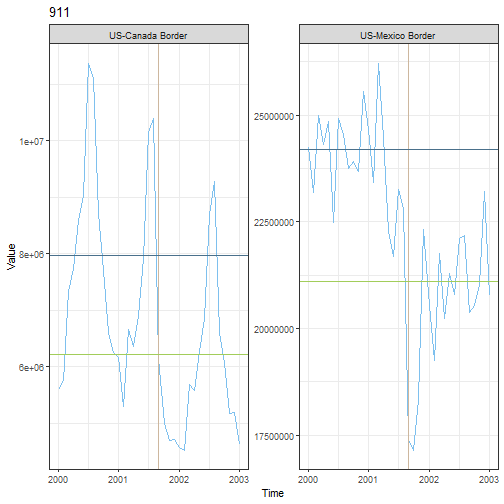 911
US-Canada Border
US-Mexico Border
Value
1e+07
8e+06
6e+06
25000000
22500000
20000000
17500000
2000
2001
2002
2003
2000
2001
2002
2003
Time